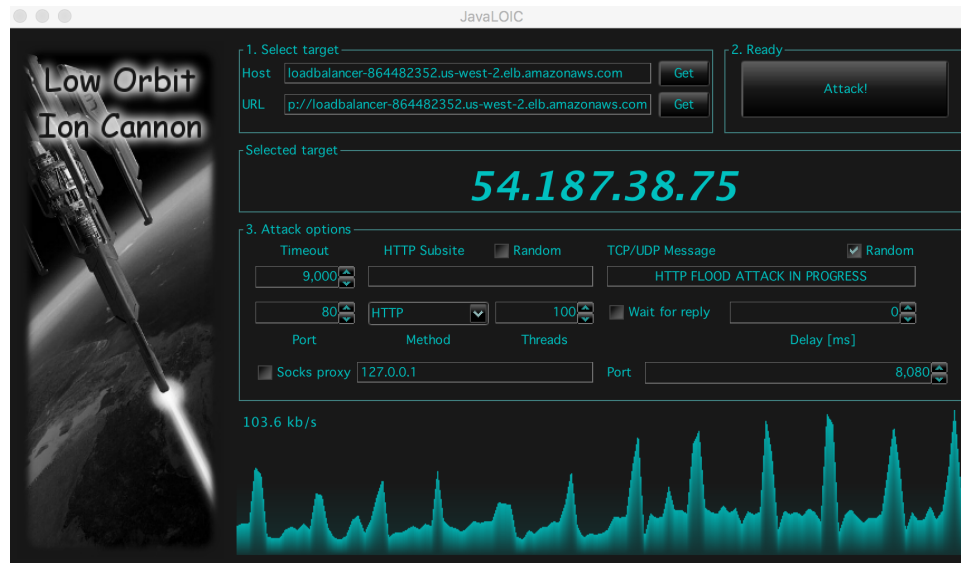 JavaLOIC
Low Orbit
Ion Cannon
1. Select target
Host loadbalancer-864482352.us-west-2.elb.amazonaws.com Get
URL p://loadbalancer-864482352.us-west-2.elb.amazonaws.com Get
2. Ready
Attack!
Selected target
54.187.38.75
3. Attack options
Timeout HTTP Subsite Random TCP/UDP Message Random
9,000 HTTP FLOOD ATTACK IN PROGRESS
80 HTTP 100 Wait for reply 0
Port Method Threads Delay [ms]
Socks proxy 127.0.0.1 Port 8,080
103.6 kb/s